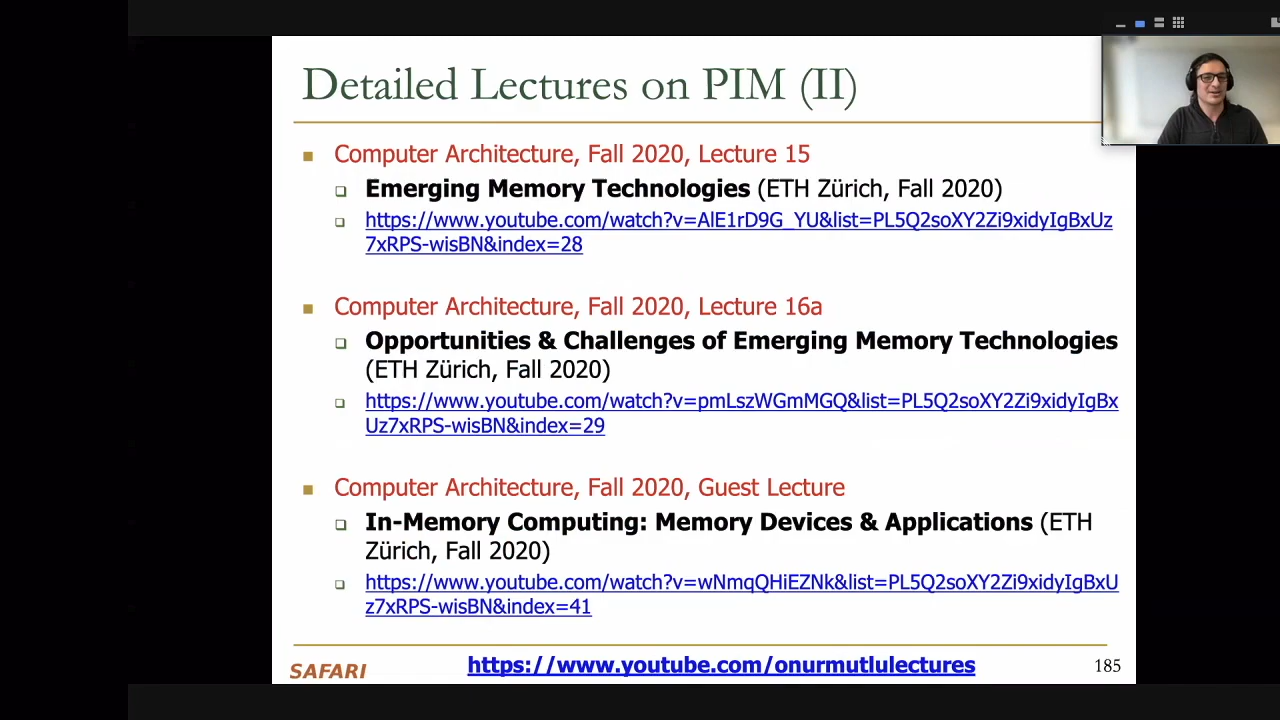 Detailed Lectures on PIM (II)
Computer Architecture, Fall 2020, Lecture 15
Emerging Memory Technologies (ETH Zürich, Fall 2020)
https://www.youtube.com/watch?v=AlE1rD9G_YU&list=PL5Q2soXY2Zi9xidyIgBxUz
7xRPS-wisBN&index=28
Computer Architecture, Fall 2020, Lecture 16a
Opportunities & Challenges of Emerging Memory Technologies
(ETH Zürich, Fall 2020)
https://www.youtube.com/watch?v=pmLszWGmMGQ&list=PL5Q2soXY2Zi9xidyIgBx
Uz7xRPS-wisBN&index=29
Computer Architecture, Fall 2020, Guest Lecture
In-Memory Computing: Memory Devices & Applications (ETH
Zürich, Fall 2020)
https://www.youtube.com/watch?v=wNmqQHiEZNk&list=PL5Q2soXY2Zi9xidyIgBxU
z7xRPS-wisBN&index=41
SAFARI https://www.youtube.com/onurmutlulectures 185